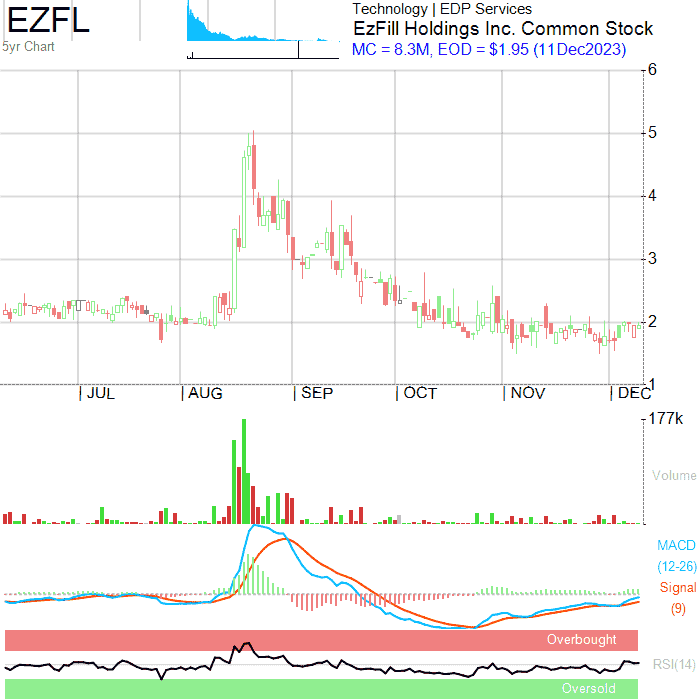 EZFL
5yr Chart
Technology | EDP Services
EzFill Holdings Inc. Common Stock
MC = 8.3M, EOD = $1.95 (11Dec2023)
6
5
4
3
2
1
JUL AUG SEP OCT NOV DEC
177k
Volume
MACD
(12-26)
Signal
(9)
Overbought
RSI(14)
Oversold